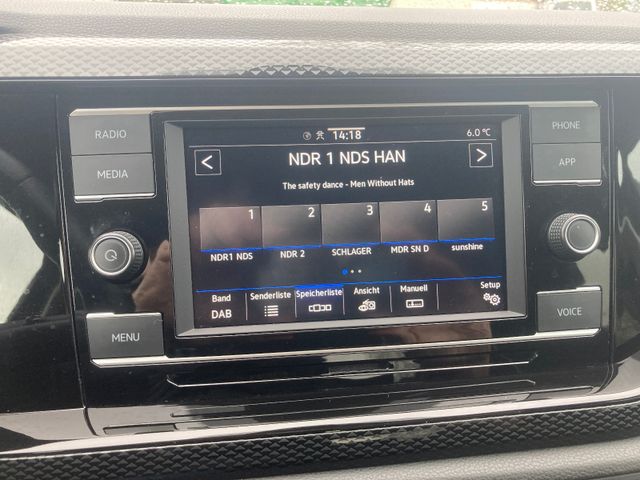 RADIO
MEDIA
MENU
14:18
6.0 °C
< NDR 1 NDS HAN >
The safety dance - Men Without Hats
1 2 3 4 5
NDR1 NDS NDR 2 SCHLAGER MDR SN D sunshine
Band Senderliste Speicherliste Ansicht Manuell Setup
DAB
PHONE
APP
VOICE